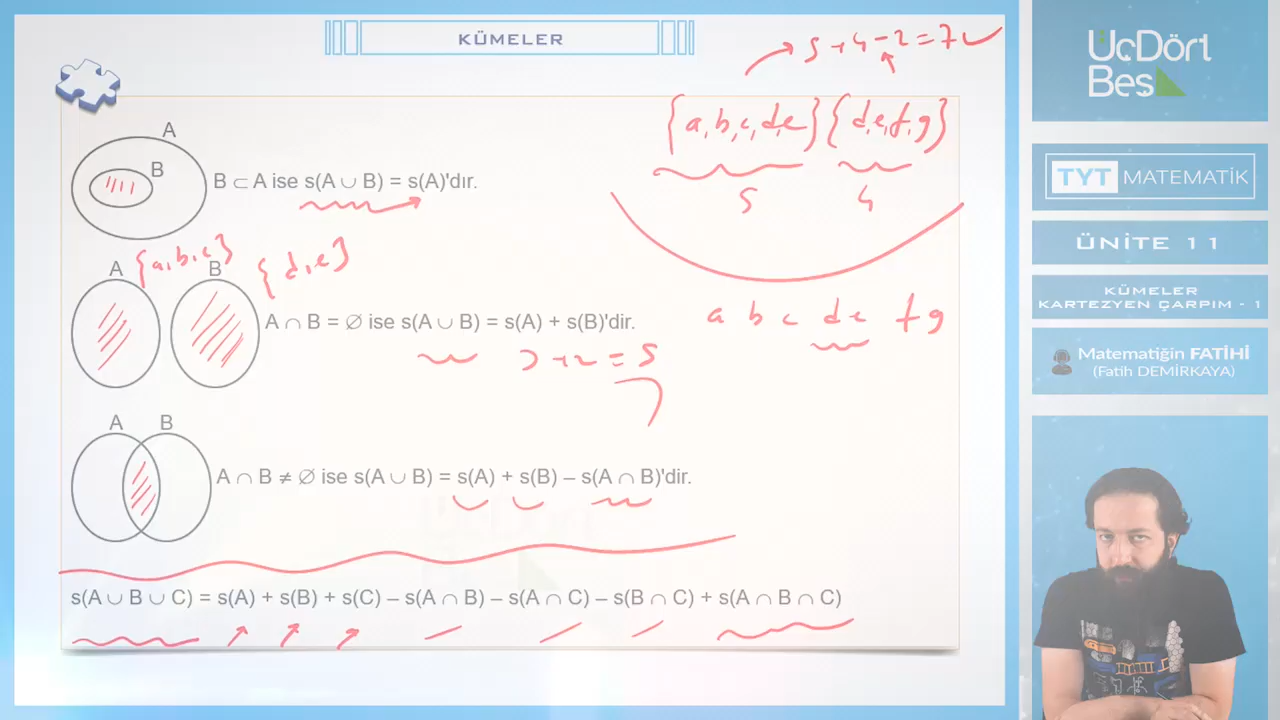 KÜMELER
5 + 4 - 2 = 7
{a, b, c, d, e} {d, e, f, g}
5 4
a b c d e f g
A
B
B ⊂ A ise s(A ∪ B) = s(A)'dır.
A {a, b, c}
B {d, e}
A ∩ B = ∅ ise s(A ∪ B) = s(A) + s(B)'dir.
3 + 2 = 5
A B
A ∩ B ≠ ∅ ise s(A ∪ B) = s(A) + s(B) – s(A ∩ B)'dir.
s(A ∪ B ∪ C) = s(A) + s(B) + s(C) – s(A ∩ B) – s(A ∩ C) – s(B ∩ C) + s(A ∩ B ∩ C)
ÜçDört
Beş
TYT MATEMATİK
ÜNİTE 11
KÜMELER
KARTEZYEN ÇARPIM - 1
Matematiğin FATİHİ
(Fatih DEMİRKAYA)